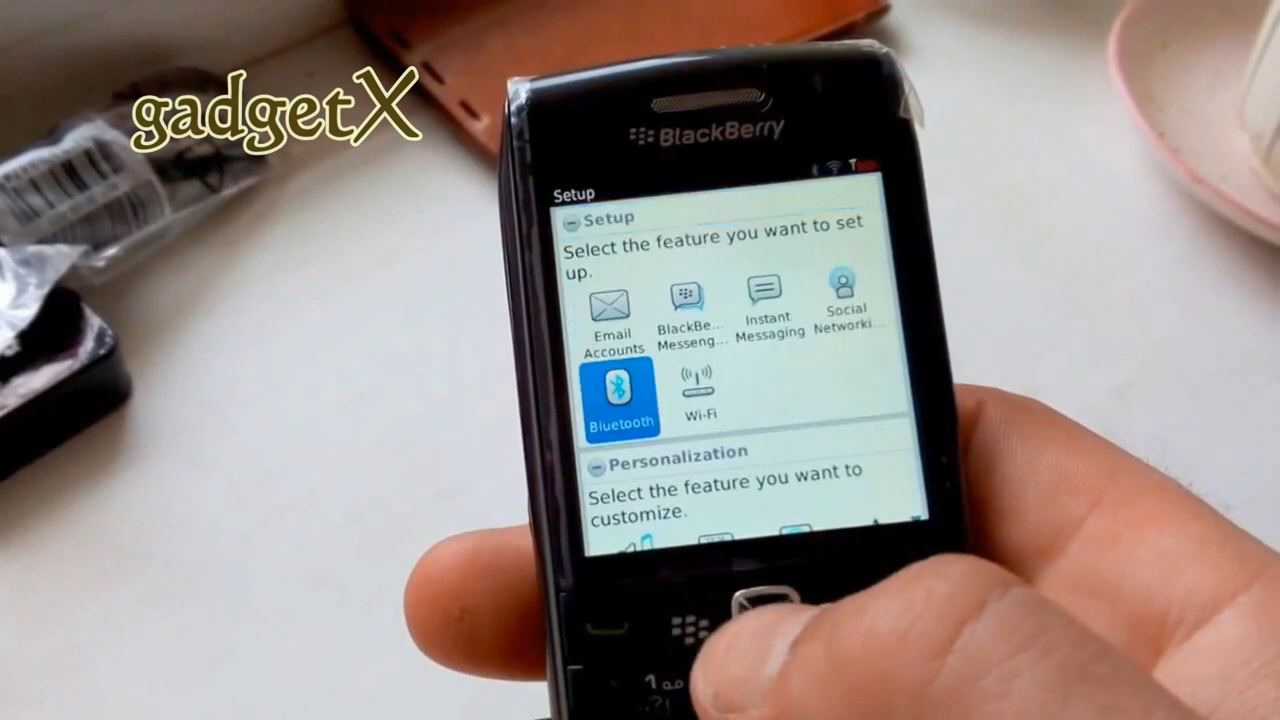 gadgetX
BlackBerry
Setup
Setup
Select the feature you want to set
up.
Email
Accounts
BlackBe...
Messeng...
Instant
Messaging
Social
Networki...
Bluetooth
Wi-Fi
Personalization
Select the feature you want to
customize.
1